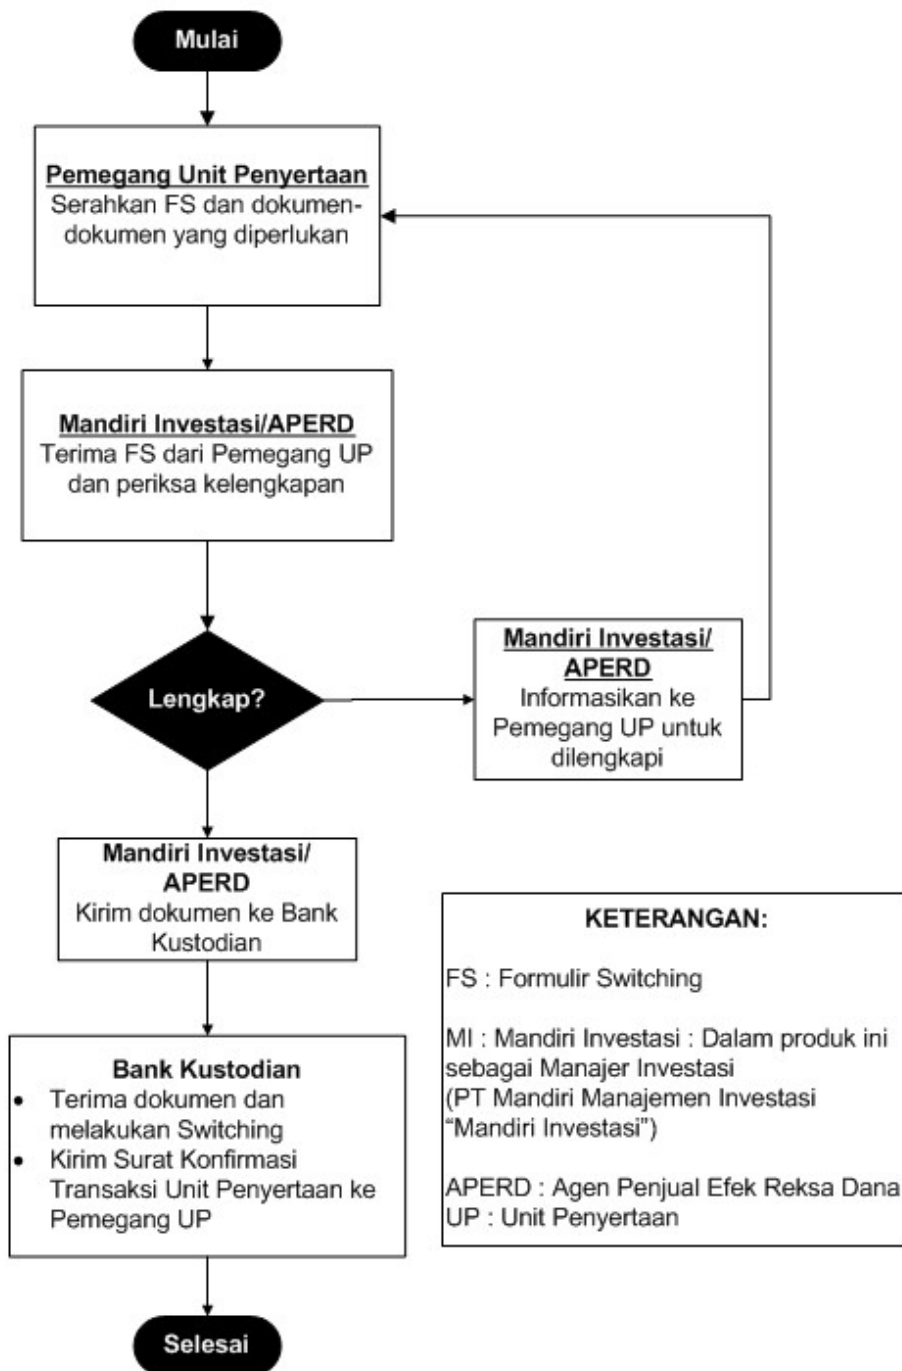 Mulai
Pemegang Unit Penyertaan
Serahkan FS dan dokumen-
dokumen yang diperlukan
Mandiri Investasi/APERD
Terima FS dari Pemegang UP
dan periksa kelengkapan
Lengkap?
Mandiri Investasi/
APERD
Informasikan ke
Pemegang UP untuk
dilengkapi
Mandiri Investasi/
APERD
Kirim dokumen ke Bank
Kustodian
Bank Kustodian
• Terima dokumen dan
melakukan Switching
• Kirim Surat Konfirmasi
Transaksi Unit Penyertaan ke
Pemegang UP
Selesai
KETERANGAN:
FS : Formulir Switching
MI : Mandiri Investasi : Dalam produk ini
sebagai Manajer Investasi
(PT Mandiri Manajemen Investasi
“Mandiri Investasi”)
APERD : Agen Penjual Efek Reksa Dana
UP : Unit Penyertaan